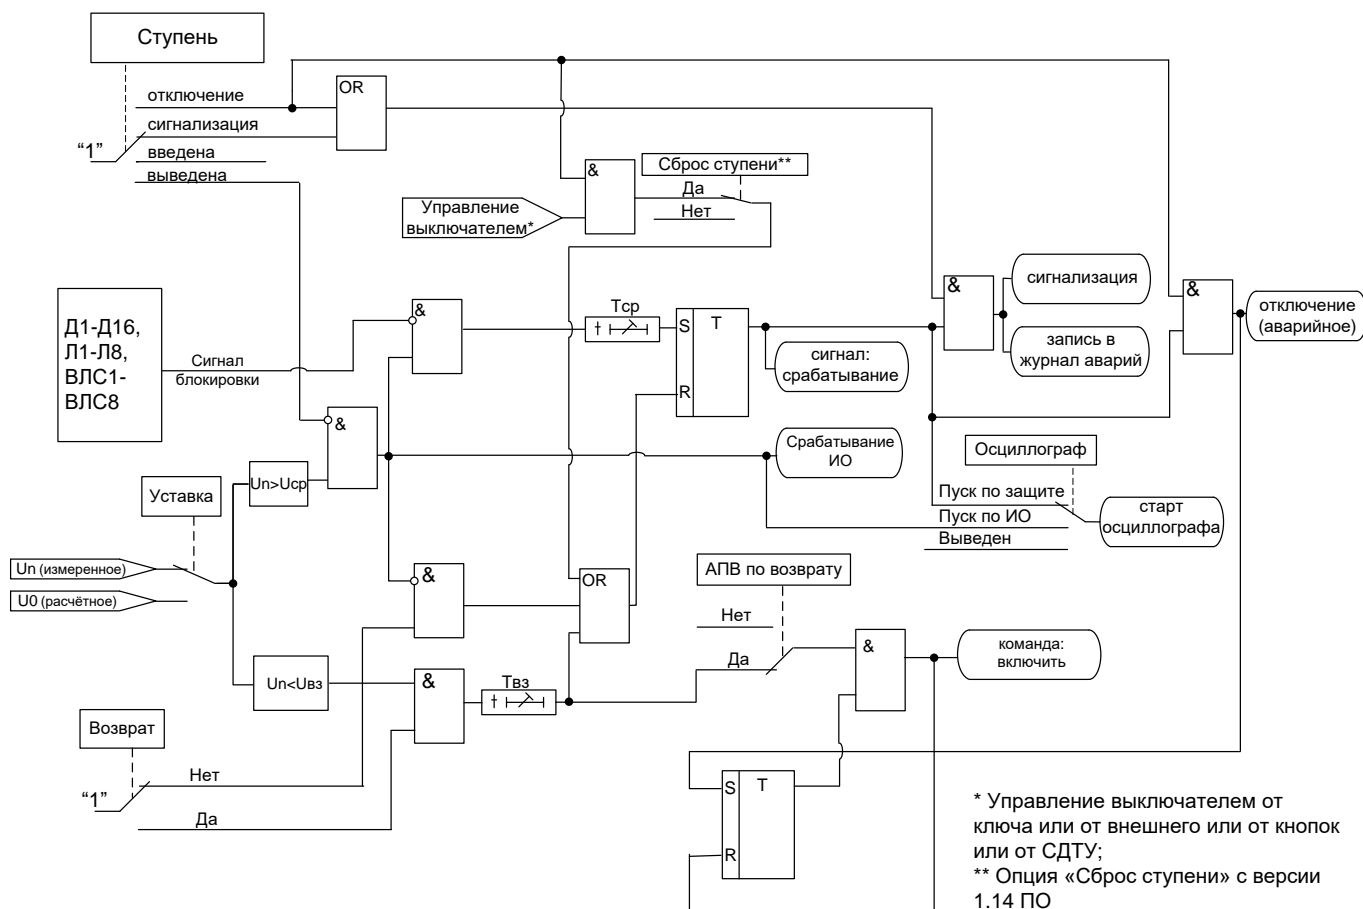 Ступень
отключение
сигнализация
“1”
введена
выведена
OR
&
Сброс ступени**
Да
Нет
Управление
выключателем*
Д1-Д16,
Л1-Л8,
ВЛС1-
ВЛС8
Сигнал
блокировки
&
Tср
S
T
R
сигнал:
срабатывание
&
сигнализация
запись в
журнал аварий
&
отключение
(аварийное)
&
Un>Uср
Срабатывание
ИО
Осциллограф
Пуск по защите
Пуск по ИО
Выведен
старт
осциллографа
Уставка
Un (измеренное)
U0 (расчётное)
&
OR
АПВ по возврату
Нет
Да
&
команда:
включить
Un<Uвз
&
Tвз
Возврат
Нет
“1”
Да
S
T
R
* Управление выключателем от
ключа или от внешнего или от кнопок
или от СДТУ;
** Опция «Сброс ступени» с версии
1.14 ПО